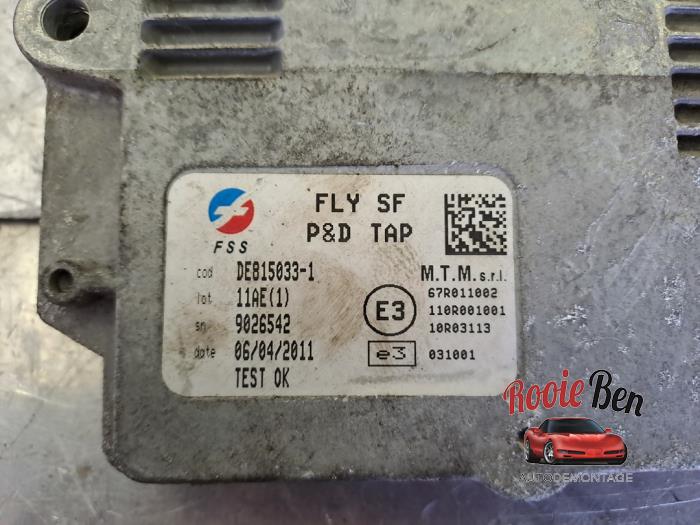 FLY SF
P&D TAP
FSS
cod DE815033-1
lot 11AE(1)
sn 9026542
date 06/04/2011
TEST OK
M.T.M. s.r.l.
67R011002
E3 110R001001
10R03113
e3 031001
Rooie Ben
AUTODEMONTAGE